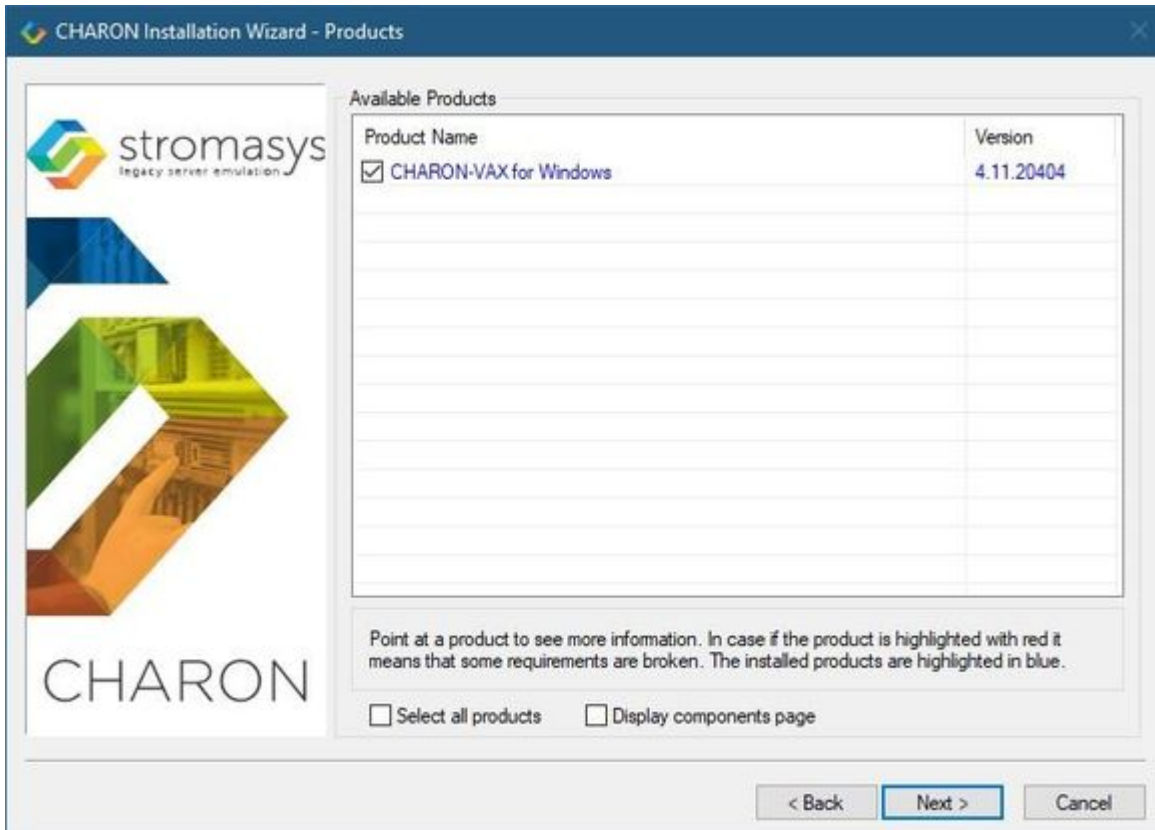 CHARON Installation Wizard - Products
stromasys
legacy server emulation
Available Products
Product Name Version
CHARON-VAX for Windows 4.11.20404
Point at a product to see more information. In case if the product is highlighted with red it
means that some requirements are broken. The installed products are highlighted in blue.
CHARON
Select all products Display components page
< Back Next > Cancel